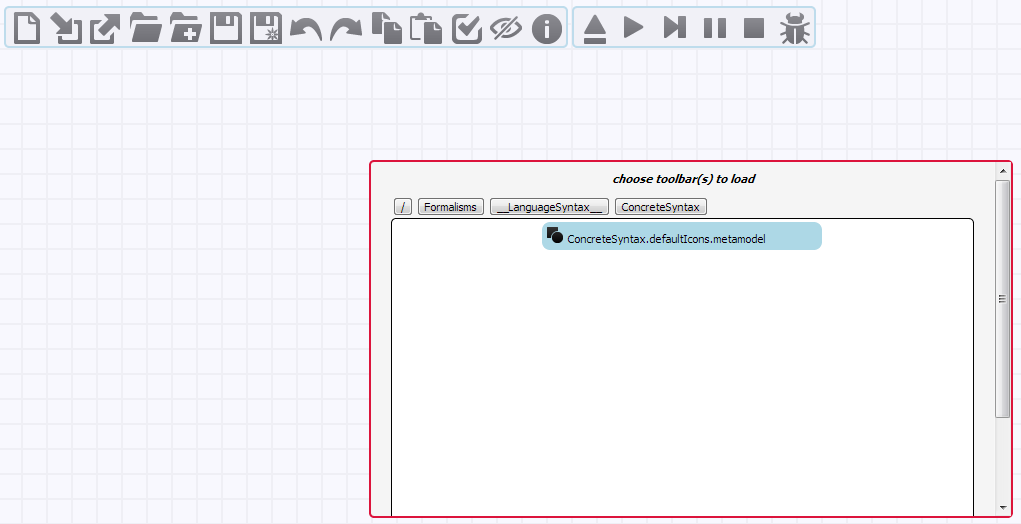 choose toolbar(s) to load
/ Formalisms __LanguageSyntax__ ConcreteSyntax
ConcreteSyntax.defaultIcons.metamodel